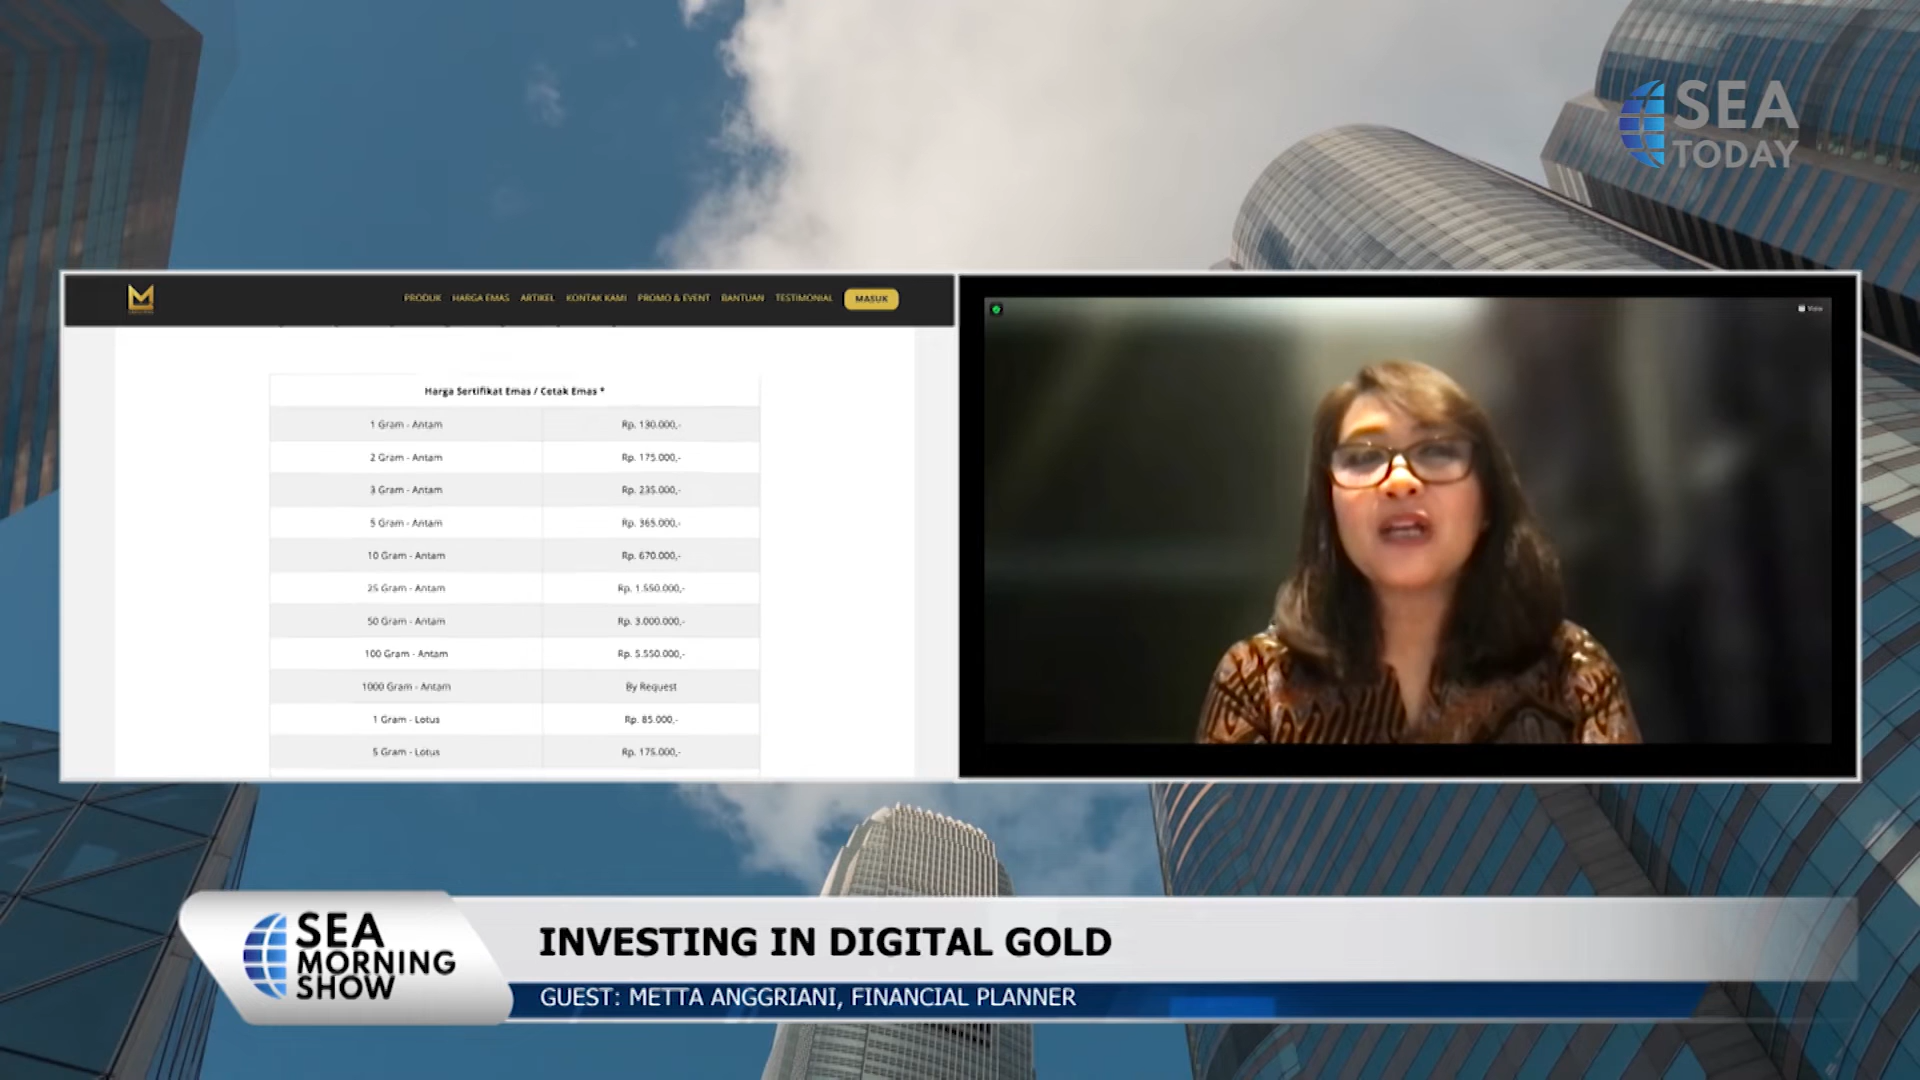 SEA
TODAY
PRODUK HARGA EMAS ARTIKEL KONTAK KAMI PROMO & EVENT BANTUAN TESTIMONIAL MASUK
View
Harga Sertifikat Emas / Cetak Emas *
1 Gram - Antam Rp. 130.000,-
2 Gram - Antam Rp. 175.000,-
3 Gram - Antam Rp. 235.000,-
5 Gram - Antam Rp. 365.000,-
10 Gram - Antam Rp. 670.000,-
25 Gram - Antam Rp. 1.550.000,-
50 Gram - Antam Rp. 3.000.000,-
100 Gram - Antam Rp. 5.550.000,-
1000 Gram - Antam By Request
1 Gram - Lotus Rp. 85.000,-
5 Gram - Lotus Rp. 175.000,-
SEA
MORNING
SHOW
INVESTING IN DIGITAL GOLD
GUEST: METTA ANGGRIANI, FINANCIAL PLANNER